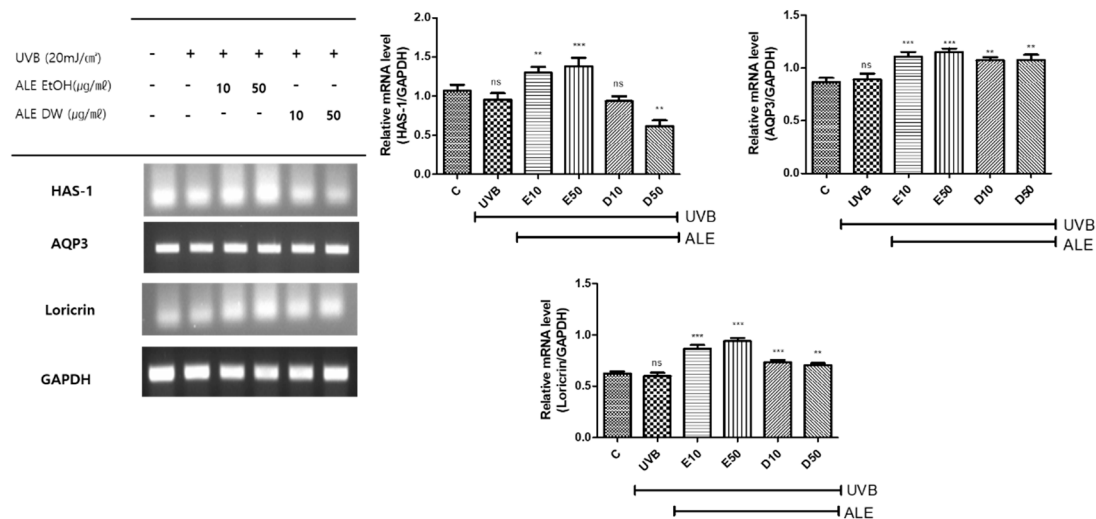 UVB (20mJ/㎠) - + + + + +
ALE EtOH(μg/㎖) - - 10 50 - -
ALE DW (μg/㎖) - - - - 10 50
HAS-1
AQP3
Loricrin
GAPDH
Relative mRNA level
(HAS-1/GAPDH)
2.0
1.5
1.0
0.5
0.0
ns ** *** ns **
C UVB E10 E50 D10 D50
UVB
ALE
Relative mRNA level
(AQP3/GAPDH)
1.5
1.0
0.5
0.0
ns *** *** ** **
C UVB E10 E50 D10 D50
UVB
ALE
Relative mRNA level
(Loricrin/GAPDH)
1.5
1.0
0.5
0.0
ns *** *** *** **
C UVB E10 E50 D10 D50
UVB
ALE